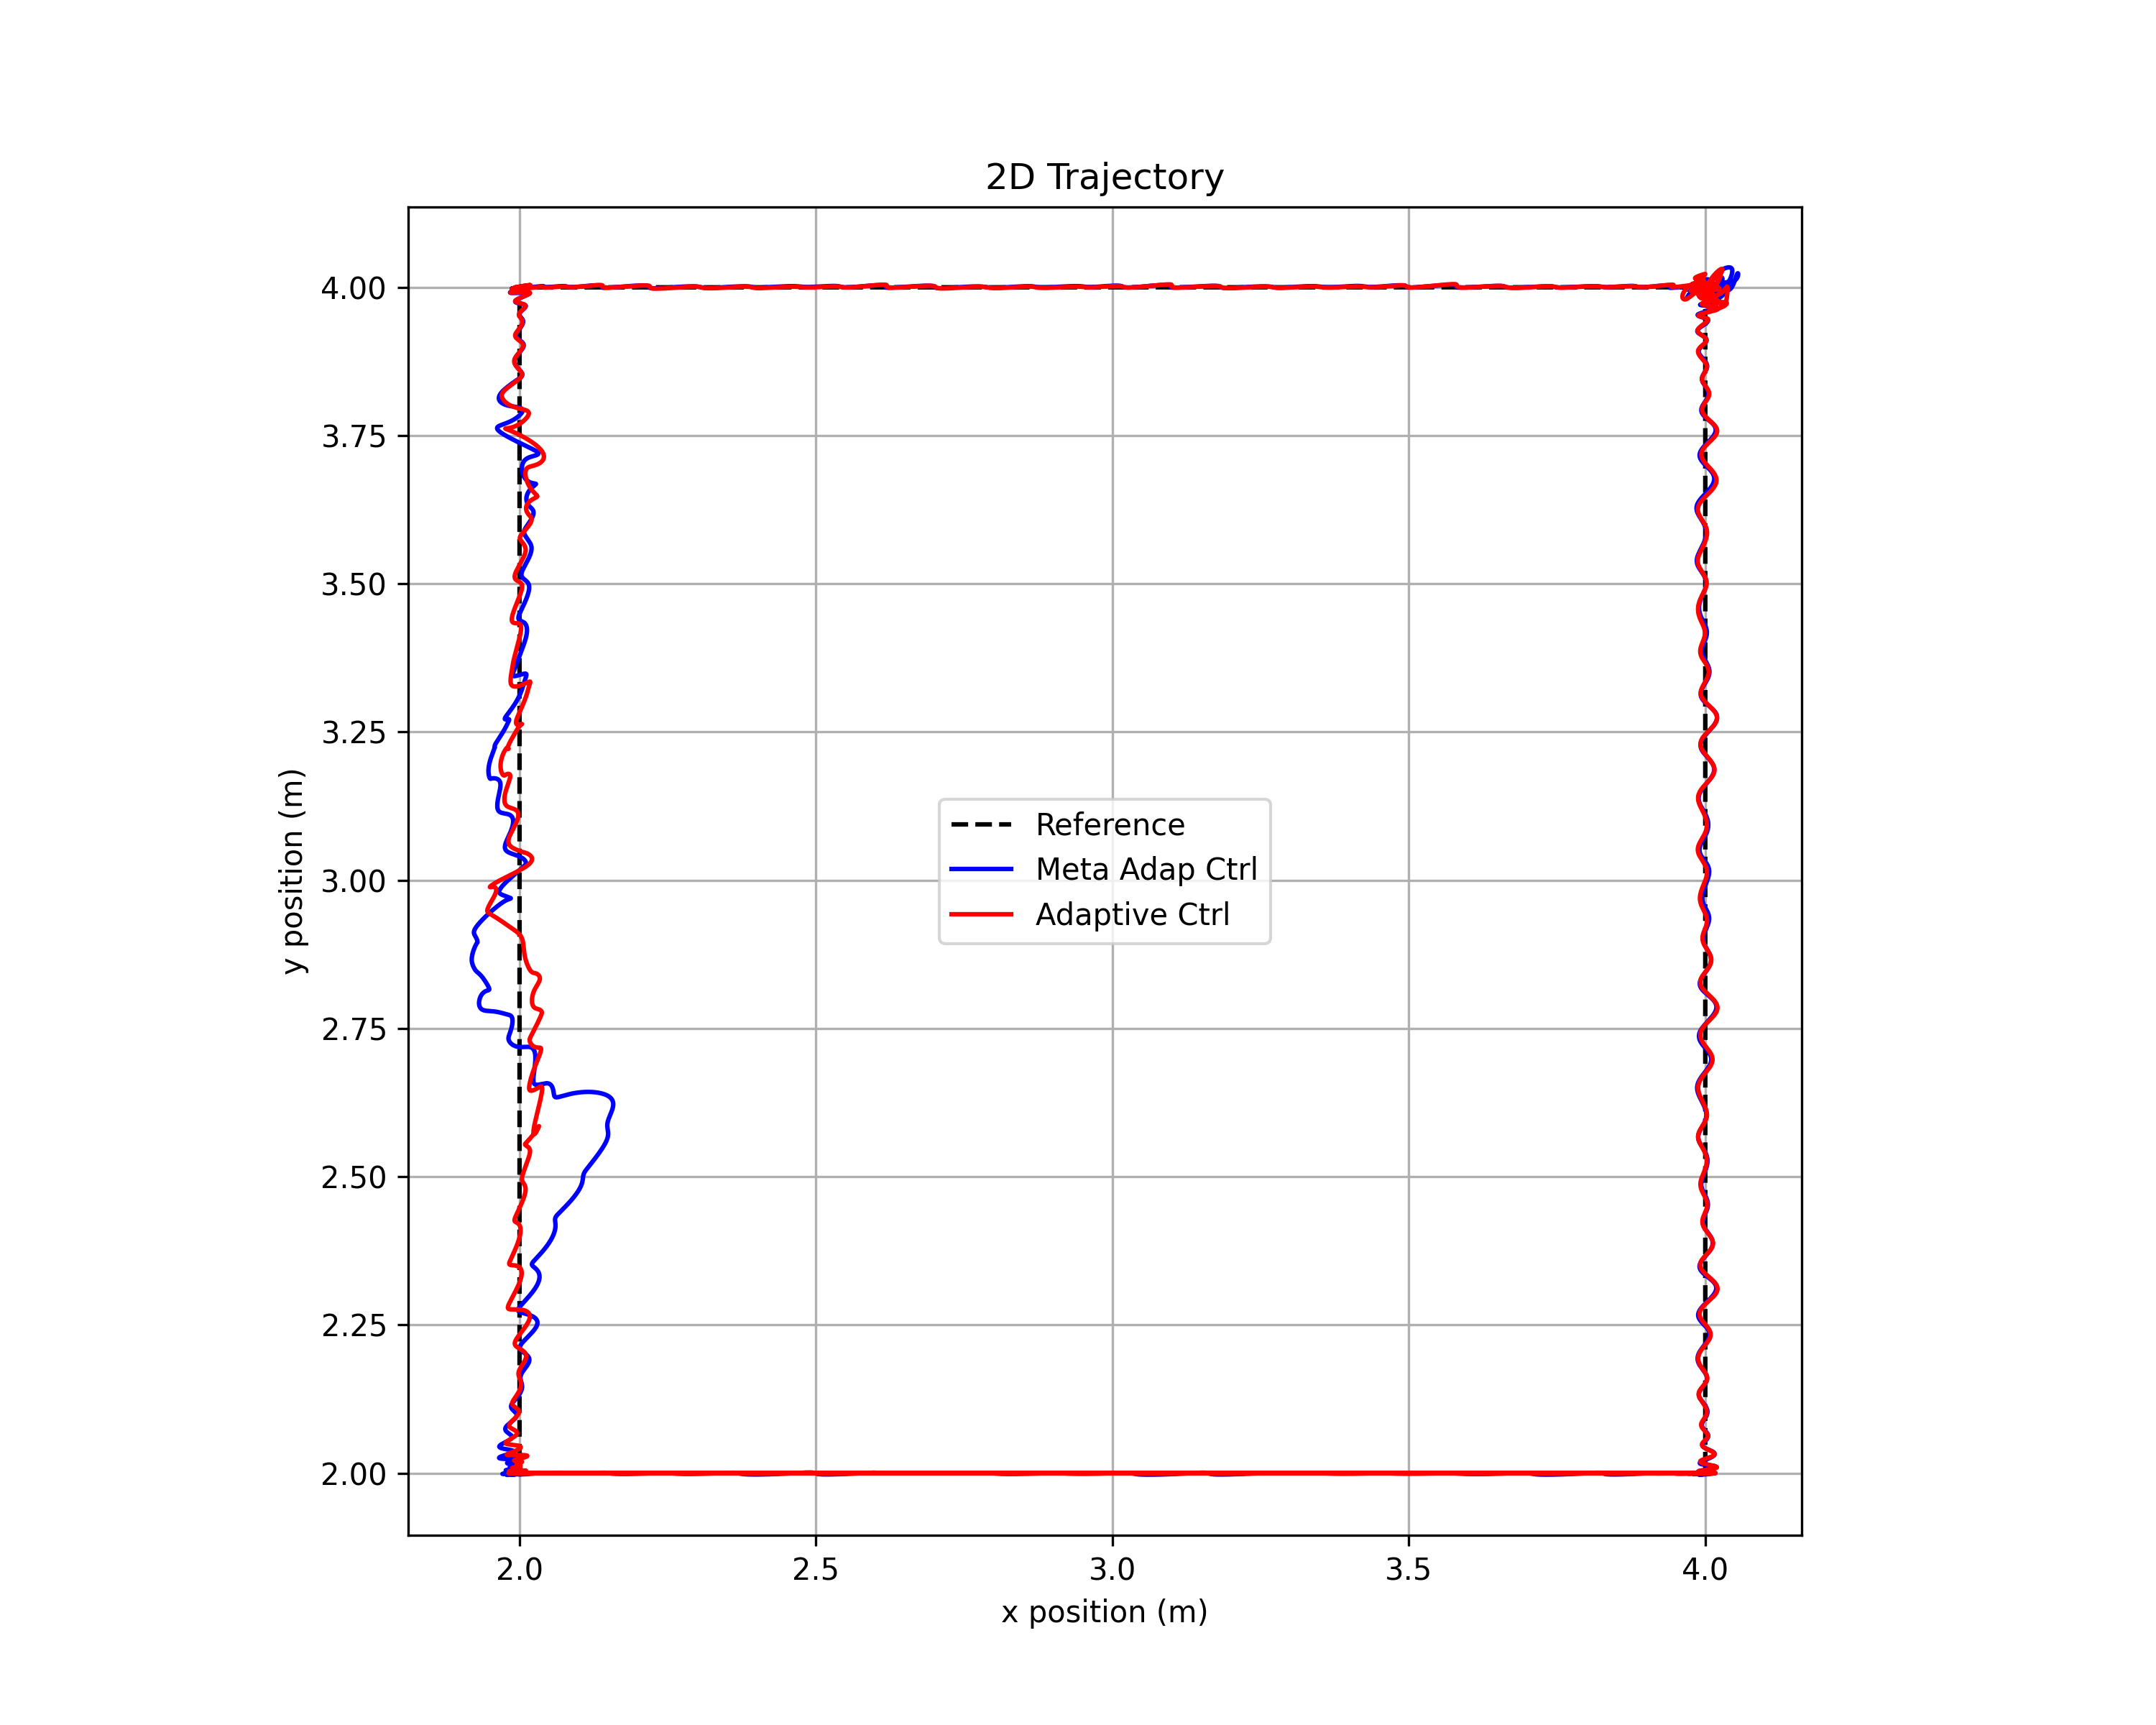 2D Trajectory
4.00
3.75
3.50
3.25
3.00
2.75
2.50
2.25
2.00
y position (m)
Reference
Meta Adap Ctrl
Adaptive Ctrl
2.0 2.5 3.0 3.5 4.0
x position (m)